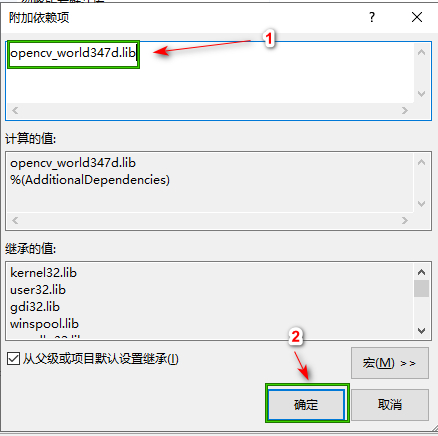 附加依赖项
?
×
opencv_world347d.lib
1
计算的值:
opencv_world347d.lib
%(AdditionalDependencies)
继承的值:
kernel32.lib
user32.lib
gdi32.lib
winspool.lib
2
从父级或项目默认设置继承(I)
宏(M) >>
确定
取消